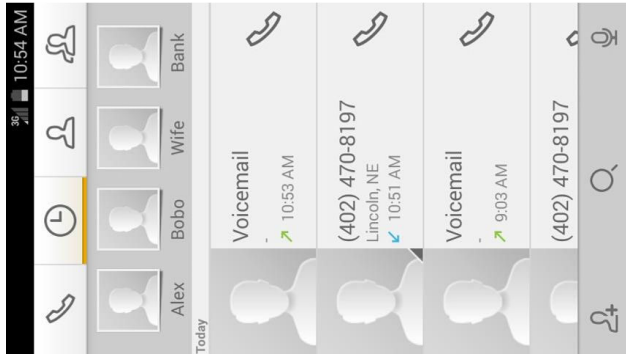 3G 10:54 AM
Alex Bobo Wife Bank
Today
Voicemail
-
10:53 AM
(402) 470-8197
Lincoln, NE
10:51 AM
Voicemail
-
9:03 AM
(402) 470-8197